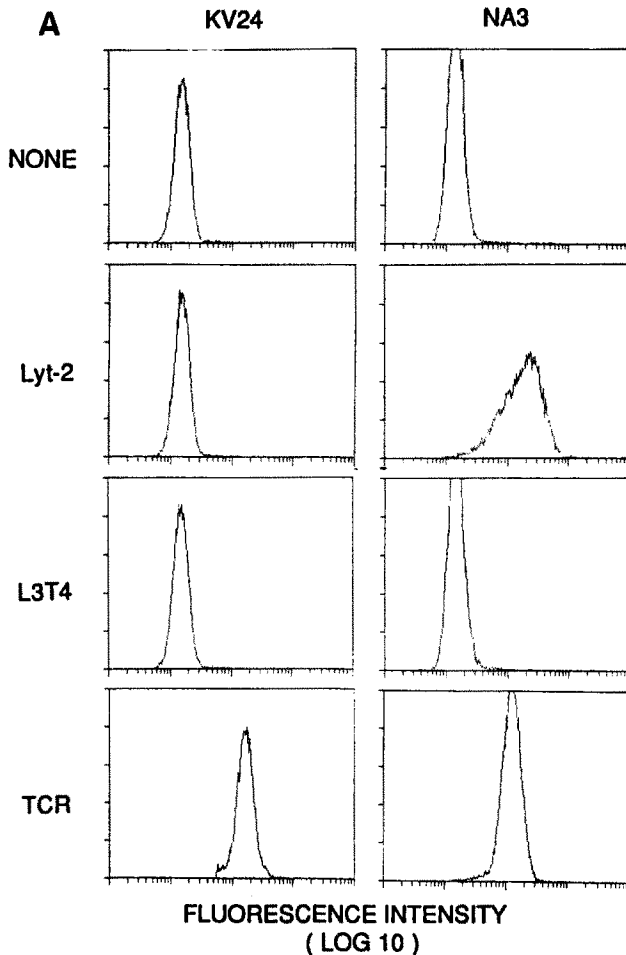 A KV24 NA3
NONE
Lyt-2
L3T4
TCR
FLUORESCENCE INTENSITY
( LOG 10 )